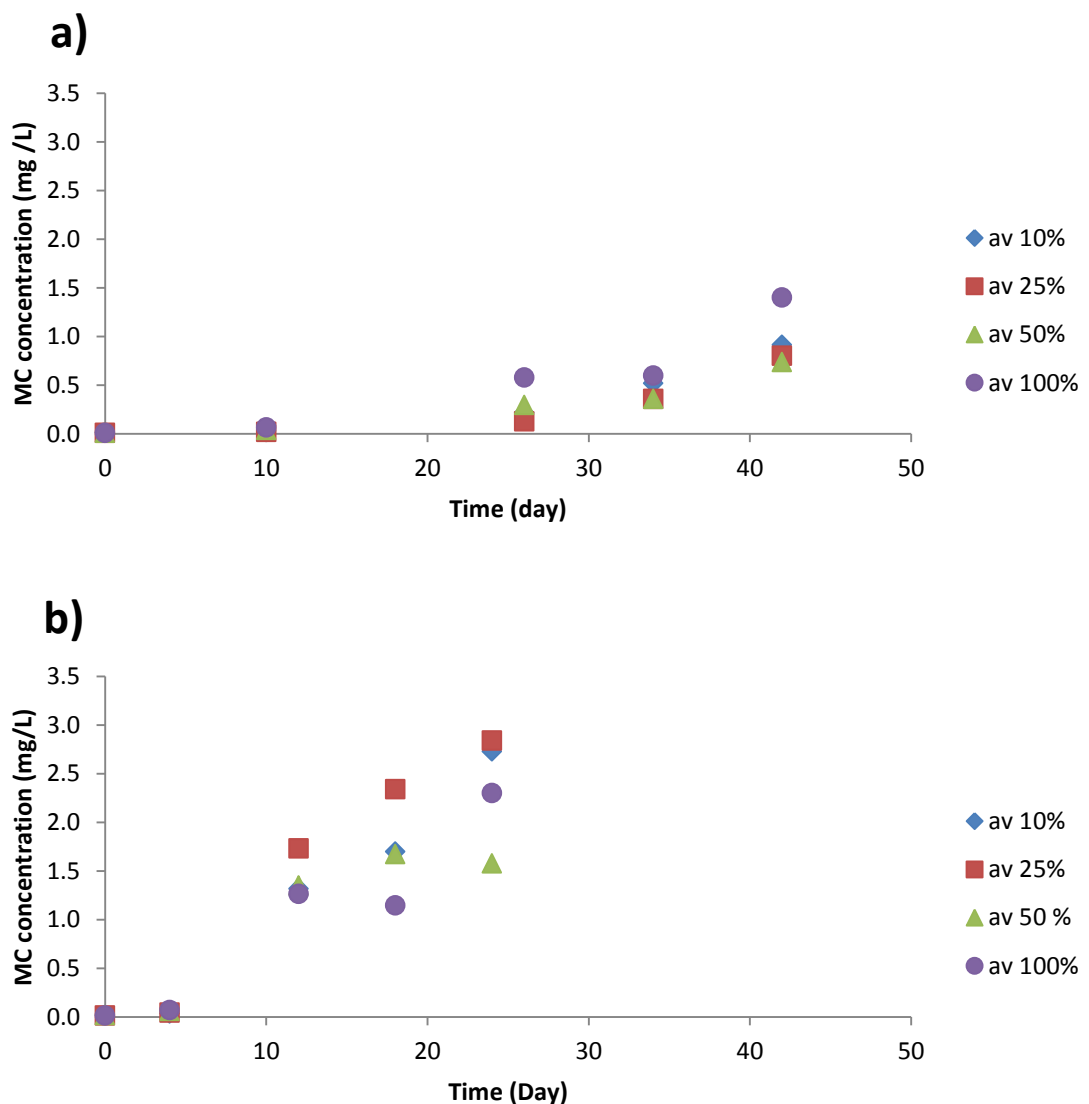 a)
MC concentration (mg /L)
3.5
3.0
2.5
2.0
1.5
1.0
0.5
0.0
0 10 20 30 40 50
Time (day)
av 10%
av 25%
av 50%
av 100%
b)
MC concentration (mg/L)
3.5
3.0
2.5
2.0
1.5
1.0
0.5
0.0
0 10 20 30 40 50
Time (Day)
av 10%
av 25%
av 50 %
av 100%